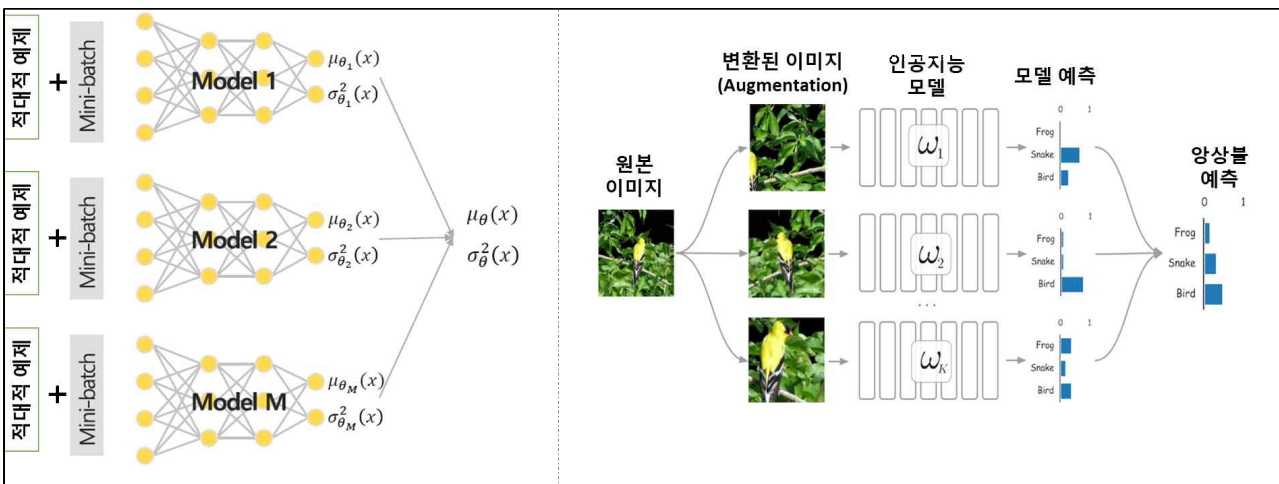 적대적 예제
+
Mini-batch
Model 1
μθ₁(x)
σ²θ₁(x)
적대적 예제
+
Mini-batch
Model 2
μθ₂(x)
σ²θ₂(x)
적대적 예제
+
Mini-batch
Model M
μθM(x)
σ²θM(x)
μθ(x)
σ²θ(x)
원본
이미지
변환된 이미지
(Augmentation)
인공지능
모델
ω₁
ω₂
...
ωK
모델 예측
0 1
Frog
Snake
Bird
0 1
Frog
Snake
Bird
0 1
Frog
Snake
Bird
앙상블
예측
0 1
Frog
Snake
Bird